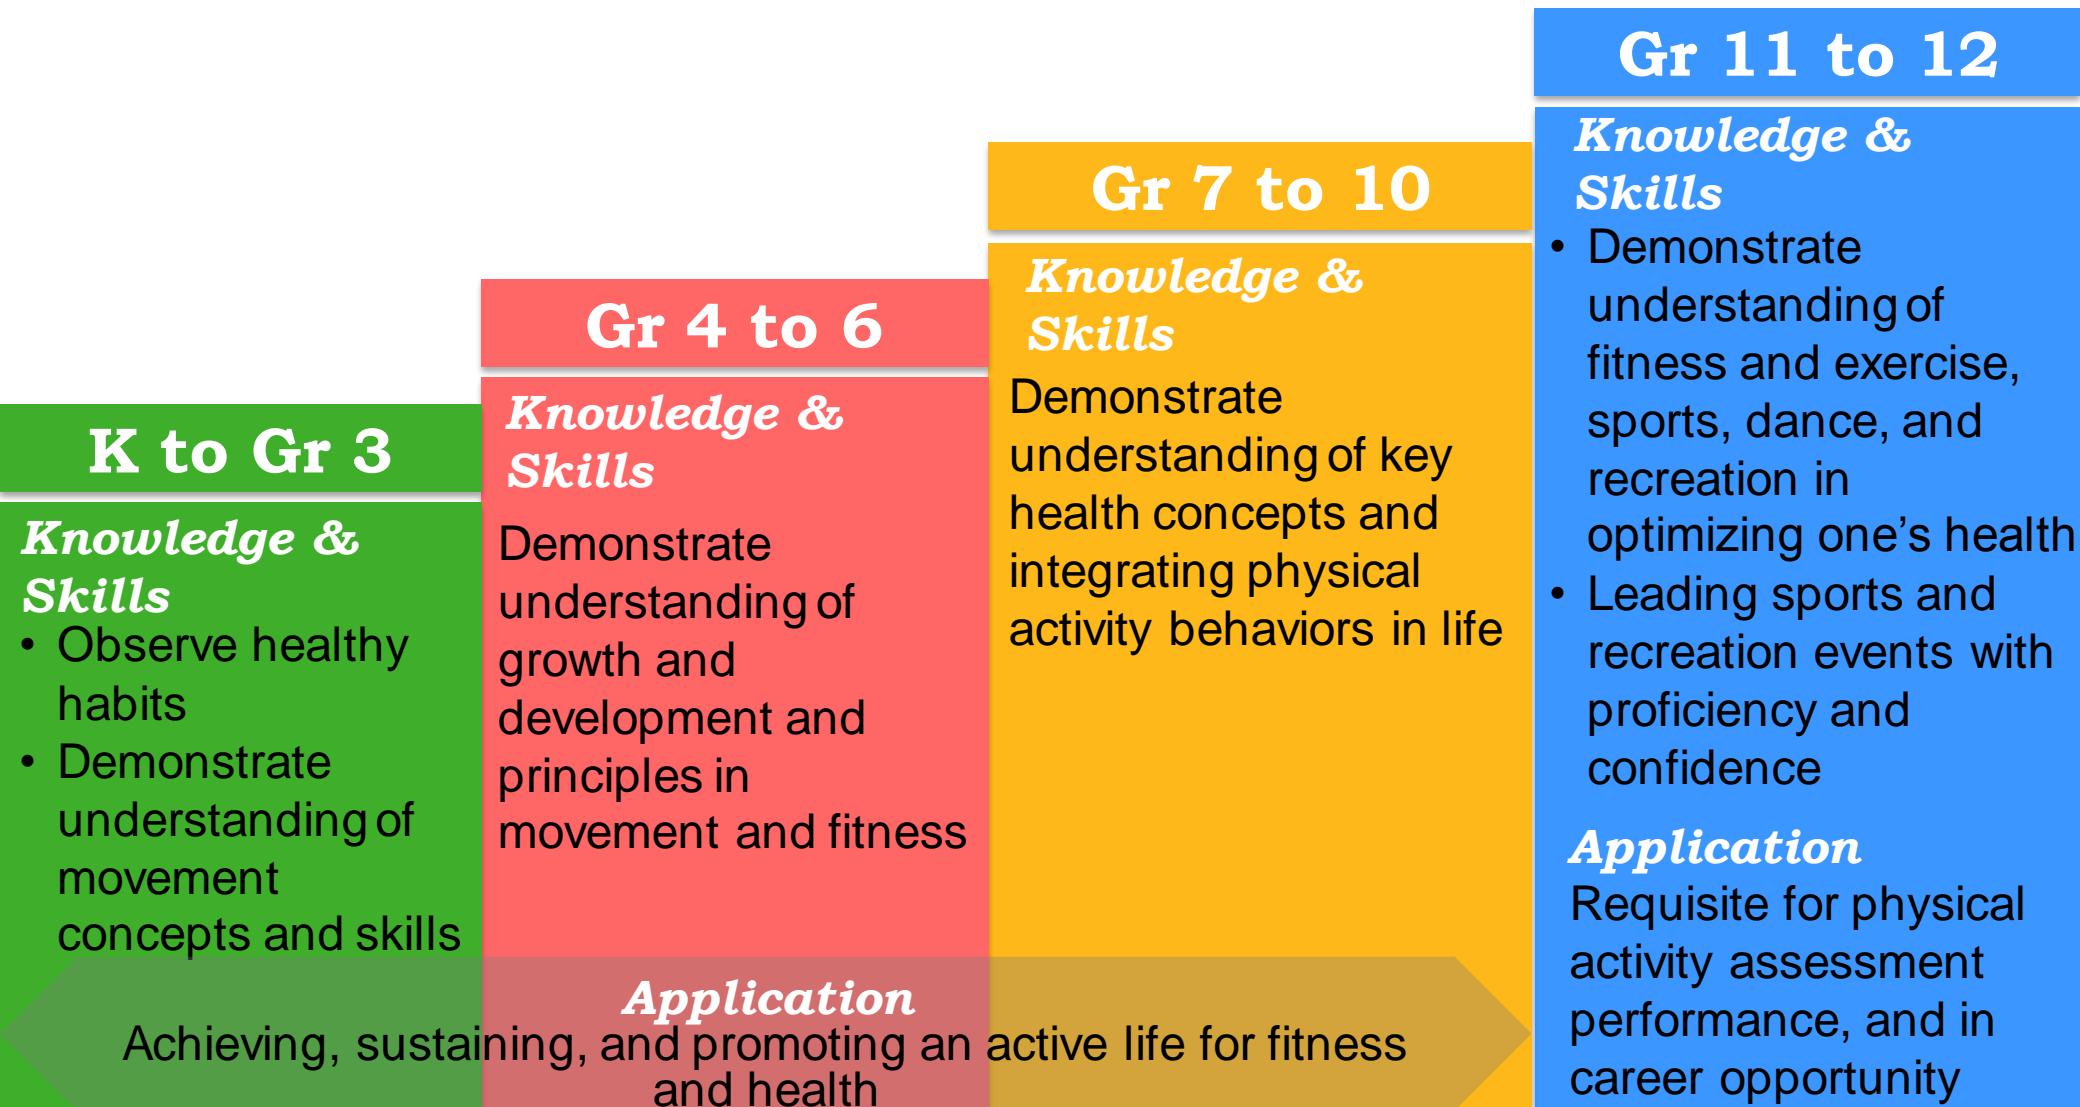 K to Gr 3
Knowledge &
Skills
• Observe healthy
habits
• Demonstrate
understanding of
movement
concepts and skills
Gr 4 to 6
Knowledge &
Skills
Demonstrate
understanding of
growth and
development and
principles in
movement and fitness
Gr 7 to 10
Knowledge &
Skills
Demonstrate
understanding of key
health concepts and
integrating physical
activity behaviors in life
Application
Achieving, sustaining, and promoting an active life for fitness
and health
Gr 11 to 12
Knowledge &
Skills
• Demonstrate
understanding of
fitness and exercise,
sports, dance, and
recreation in
optimizing one’s health
• Leading sports and
recreation events with
proficiency and
confidence
Application
Requisite for physical
activity assessment
performance, and in
career opportunity